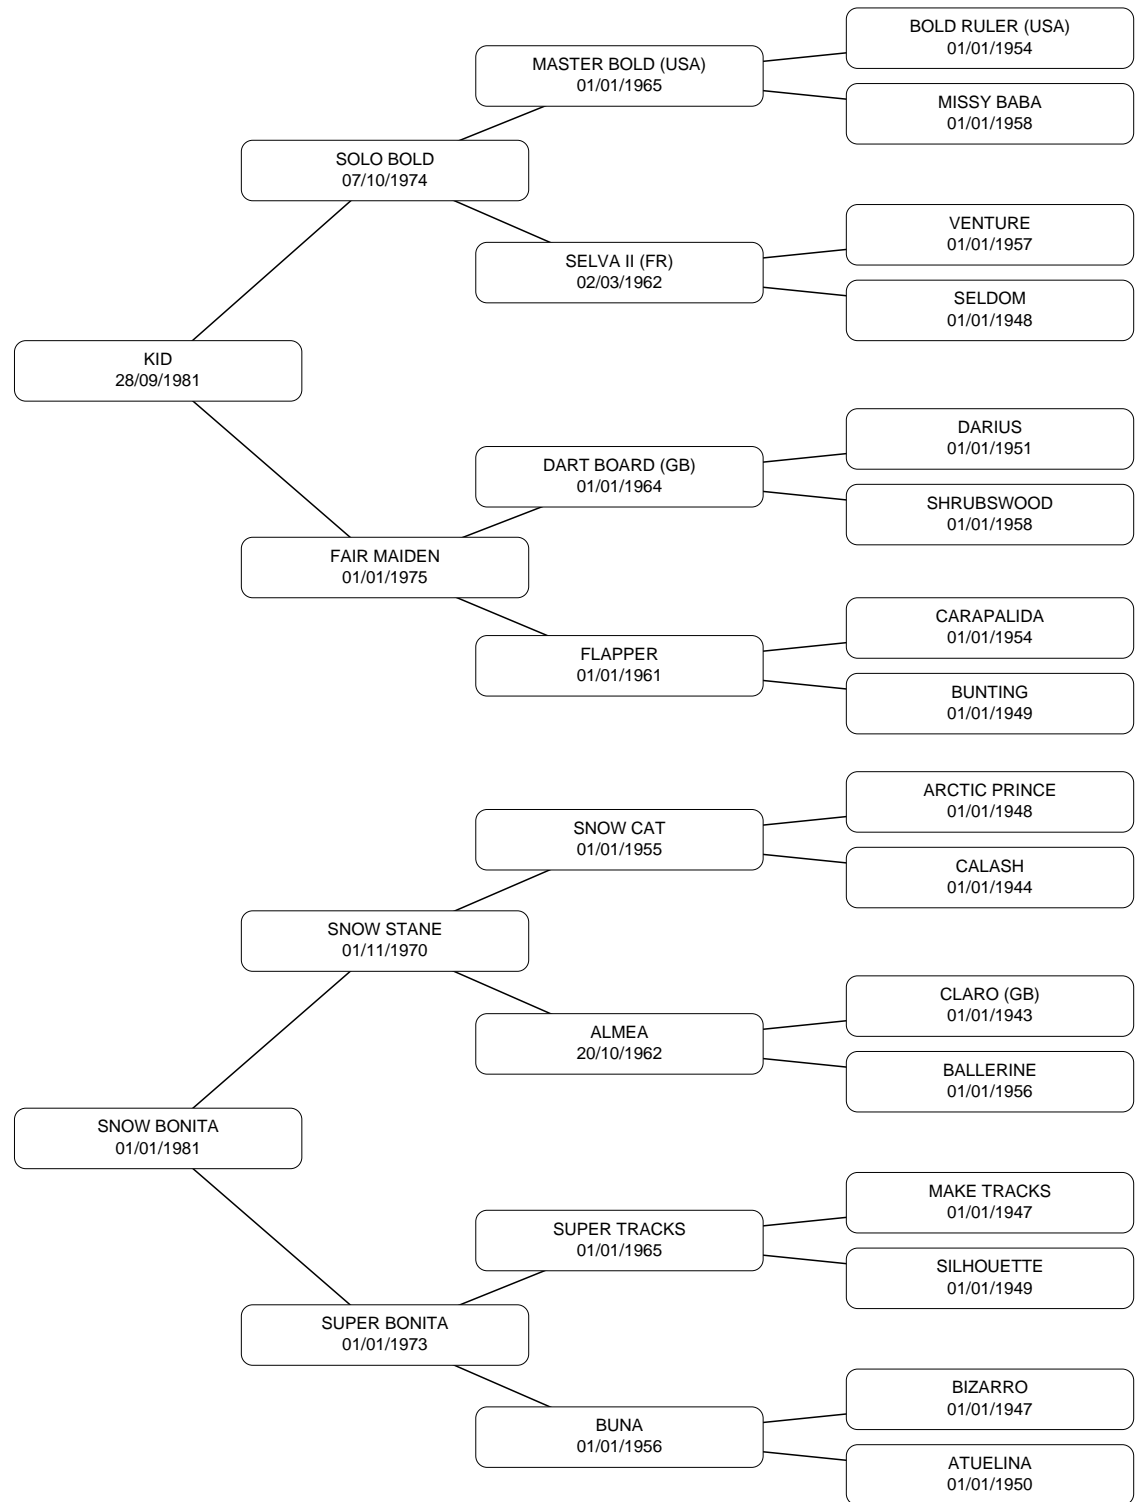 BOLD RULER (USA)
01/01/1954
MASTER BOLD (USA)
01/01/1965
MISSY BABA
01/01/1958
SOLO BOLD
07/10/1974
VENTURE
01/01/1957
SELVA II (FR)
02/03/1962
SELDOM
01/01/1948
KID
28/09/1981
DARIUS
01/01/1951
DART BOARD (GB)
01/01/1964
SHRUBSWOOD
01/01/1958
FAIR MAIDEN
01/01/1975
CARAPALIDA
01/01/1954
FLAPPER
01/01/1961
BUNTING
01/01/1949
ARCTIC PRINCE
01/01/1948
SNOW CAT
01/01/1955
CALASH
01/01/1944
SNOW STANE
01/11/1970
CLARO (GB)
01/01/1943
ALMEA
20/10/1962
BALLERINE
01/01/1956
SNOW BONITA
01/01/1981
MAKE TRACKS
01/01/1947
SUPER TRACKS
01/01/1965
SILHOUETTE
01/01/1949
SUPER BONITA
01/01/1973
BIZARRO
01/01/1947
BUNA
01/01/1956
ATUELINA
01/01/1950